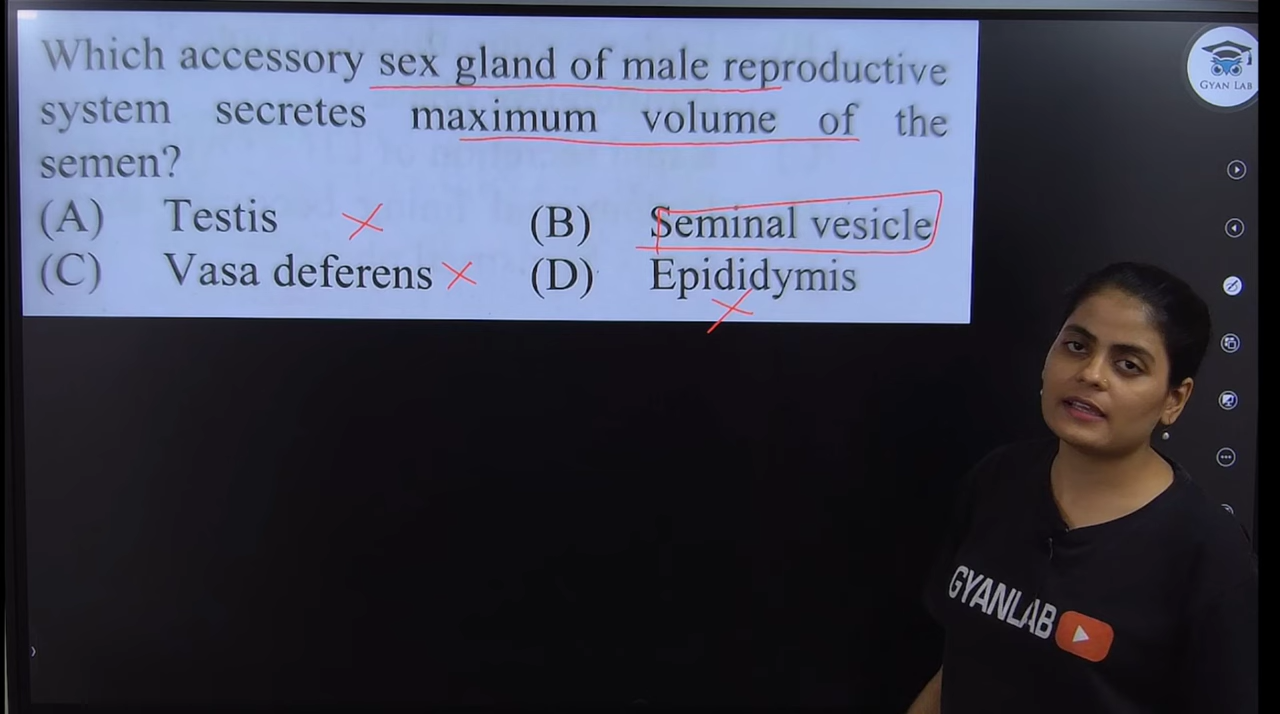 Which accessory sex gland of male reproductive
system secretes maximum volume of the
semen?
(A) Testis (B) Seminal vesicle
(C) Vasa deferens (D) Epididymis
GYAN LAB
GYANLAB